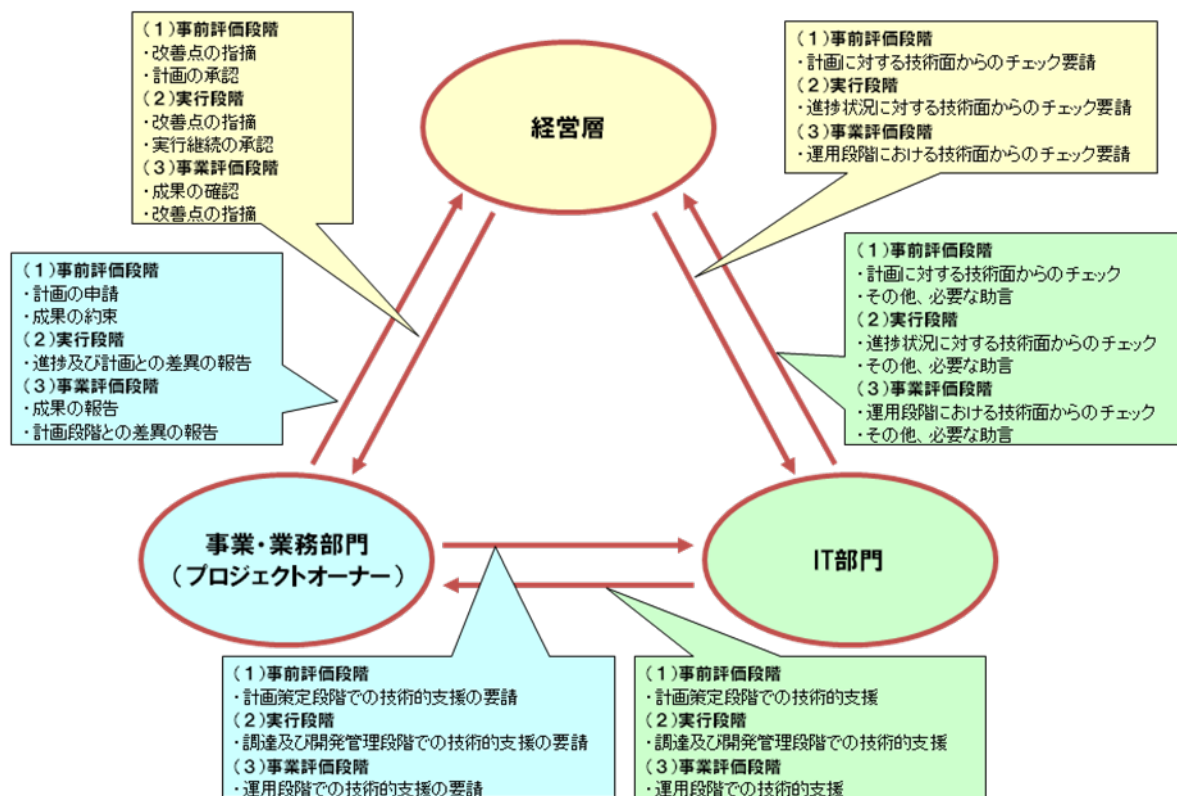 (1)事前評価段階
・改善点の指摘
・計画の承認
(2)実行段階
・改善点の指摘
・実行継続の承認
(3)事業評価段階
・成果の確認
・改善点の指摘
経営層
(1)事前評価段階
・計画に対する技術面からのチェック要請
(2)実行段階
・進捗状況に対する技術面からのチェック要請
(3)事業評価段階
・運用段階における技術面からのチェック要請
(1)事前評価段階
・計画の申請
・成果の約束
(2)実行段階
・進捗及び計画との差異の報告
(3)事業評価段階
・成果の報告
・計画段階との差異の報告
(1)事前評価段階
・計画に対する技術面からのチェック
・その他、必要な助言
(2)実行段階
・進捗状況に対する技術面からのチェック
・その他、必要な助言
(3)事業評価段階
・運用段階における技術面からのチェック
・その他、必要な助言
事業・業務部門
(プロジェクトオーナー)
IT部門
(1)事前評価段階
・計画策定段階での技術的支援の要請
(2)実行段階
・調達及び開発管理段階での技術的支援の要請
(3)事業評価段階
・運用段階での技術的支援の要請
(1)事前評価段階
・計画策定段階での技術的支援
(2)実行段階
・調達及び開発管理段階での技術的支援
(3)事業評価段階
・運用段階での技術的支援